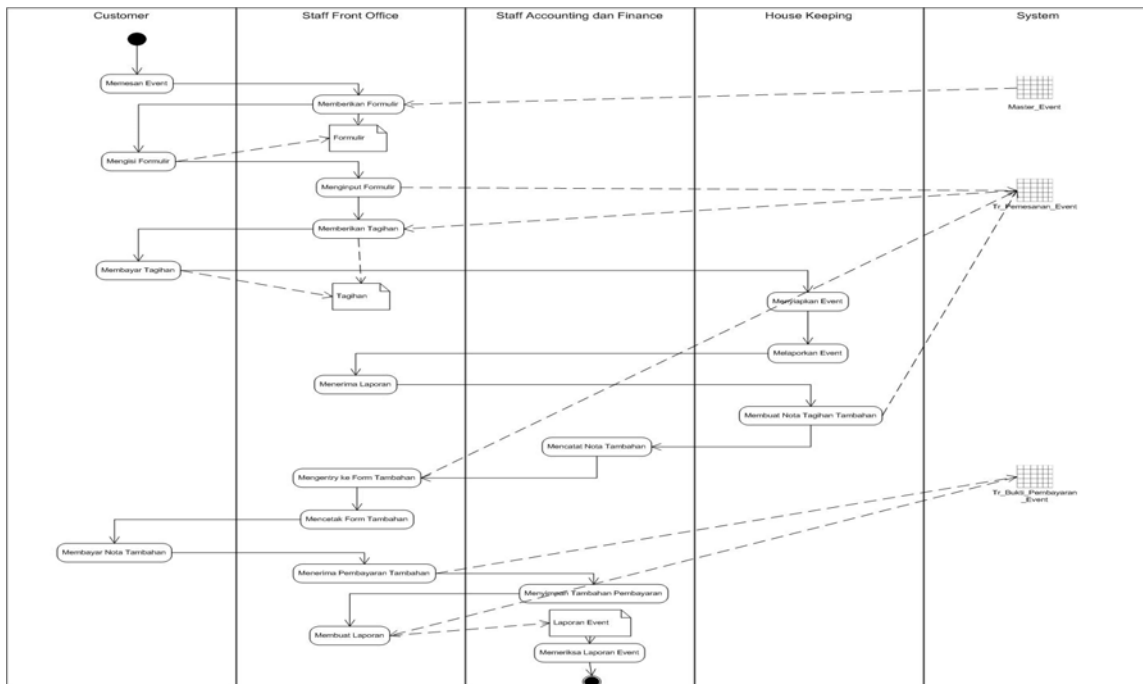 Customer
Staff Front Office
Staff Accounting dan Finance
House Keeping
System
Memesan Event
Memberikan Formulir
Master_Event
Formulir
Mengisi Formulir
Menginput Formulir
Tr_Pemesanan_Event
Memberikan Tagihan
Membayar Tagihan
Tagihan
Menyiapkan Event
Melaporkan Event
Menerima Laporan
Membuat Nota Tagihan Tambahan
Mencatat Nota Tambahan
Mengentry ke Form Tambahan
Tr_Bukti_Pembayaran
_Event
Mencetak Form Tambahan
Membayar Nota Tambahan
Menerima Pembayaran Tambahan
Menyimpan Tambahan Pembayaran
Laporan Event
Membuat Laporan
Memeriksa Laporan Event